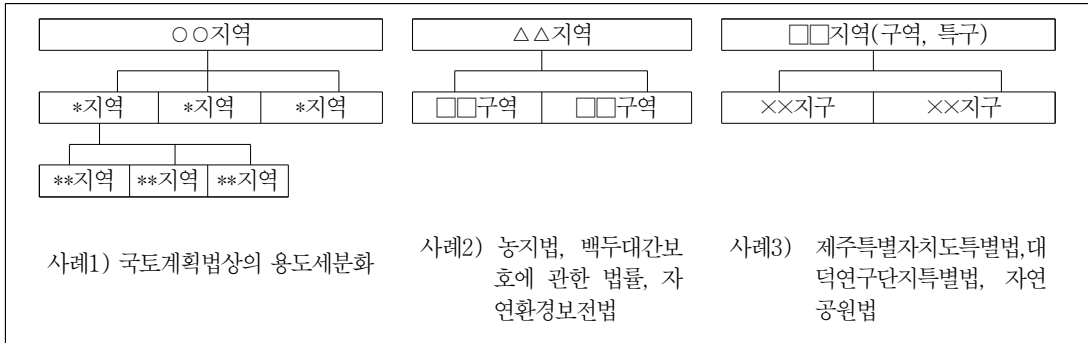 ○○지역
△△지역
□□지역(구역, 특구)
*지역 *지역 *지역
□□구역 □□구역
××지구 ××지구
**지역 **지역 **지역
사례1) 국토계획법상의 용도세분화
사례2) 농지법, 백두대간보
호에 관한 법률, 자
연환경보전법
사례3) 제주특별자치도특별법,대
덕연구단지특별법, 자연
공원법